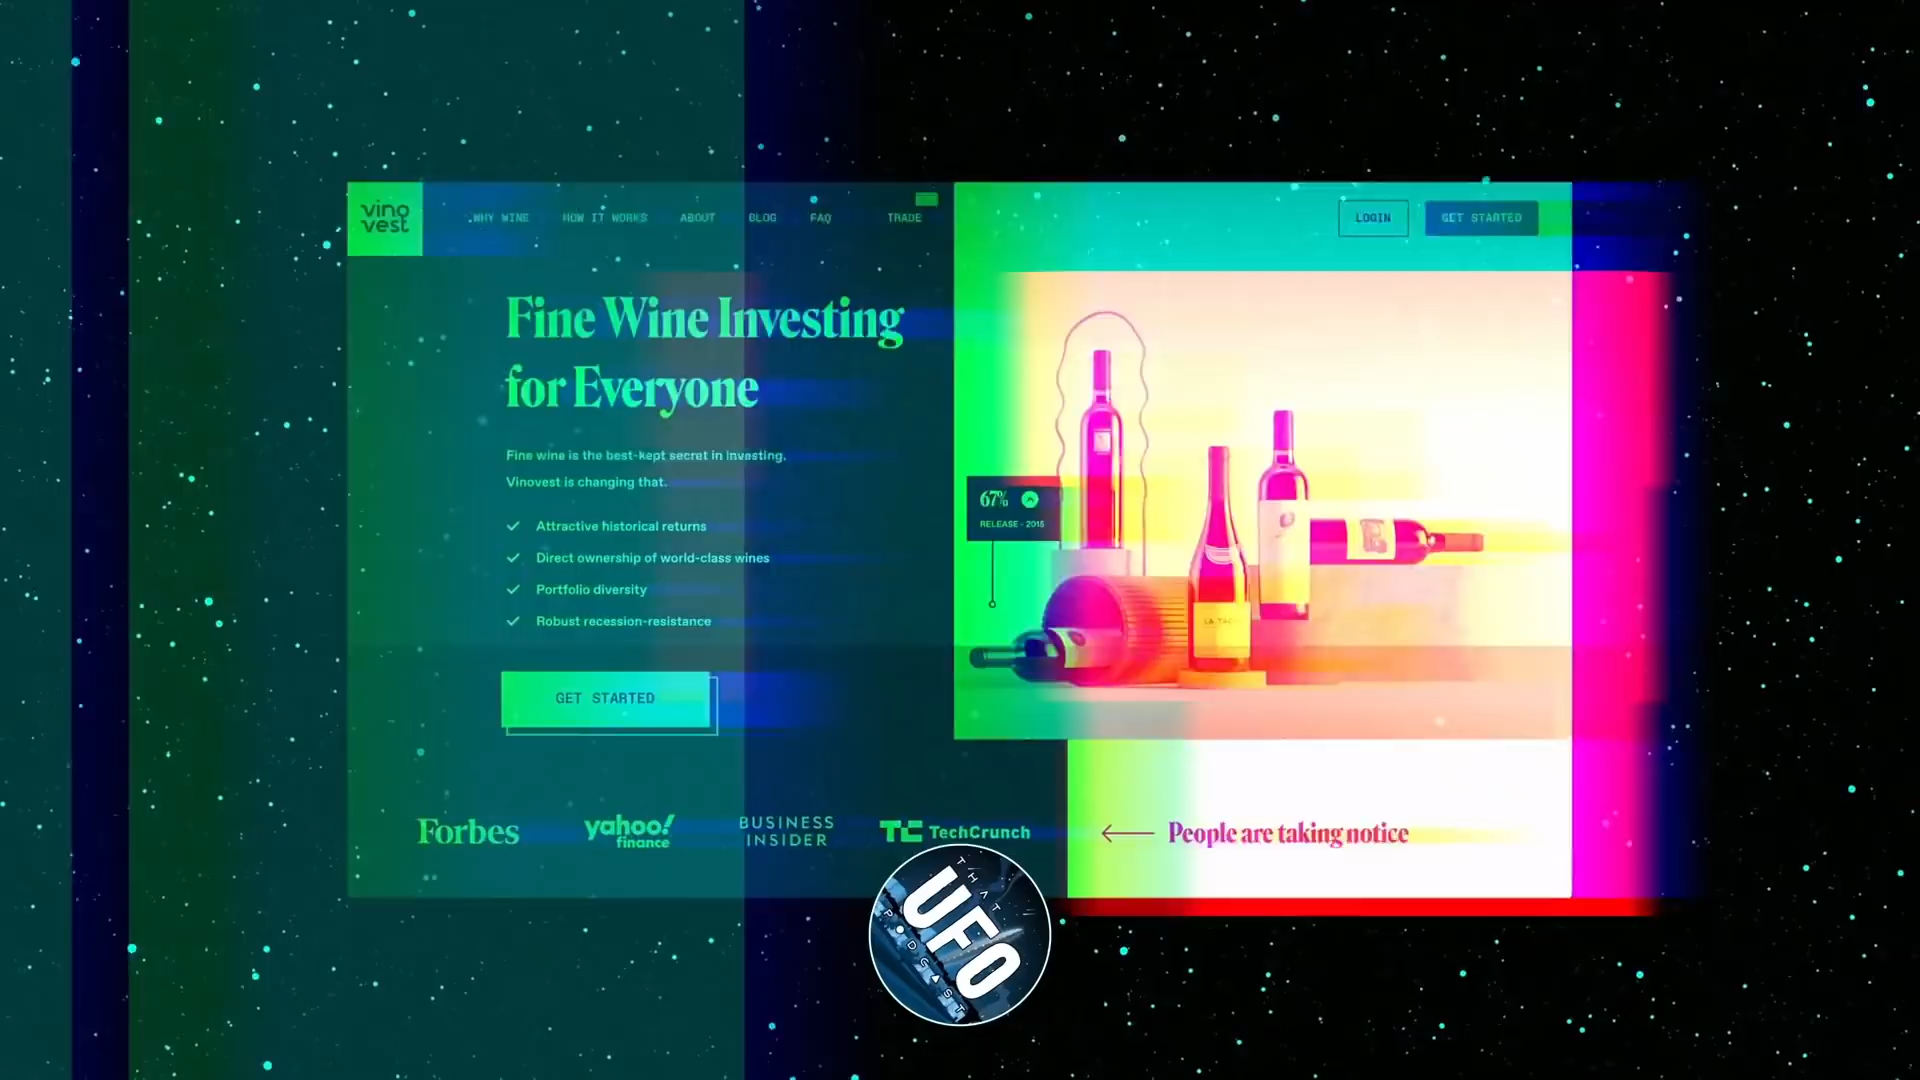 vino
vest
WHY WINE
HOW IT WORKS
ABOUT
BLOG
FAQ
TRADE
LOGIN
GET STARTED
Fine Wine Investing
for Everyone
Fine wine is the best-kept secret in investing.
Vinovest is changing that.
Attractive historical returns
Direct ownership of world-class wines
Portfolio diversity
Robust recession-resistance
GET STARTED
67%
RELEASE - 2015
Forbes
yahoo!
finance
BUSINESS
INSIDER
TC TechCrunch
People are taking notice
THAT
UFO
PODCAST